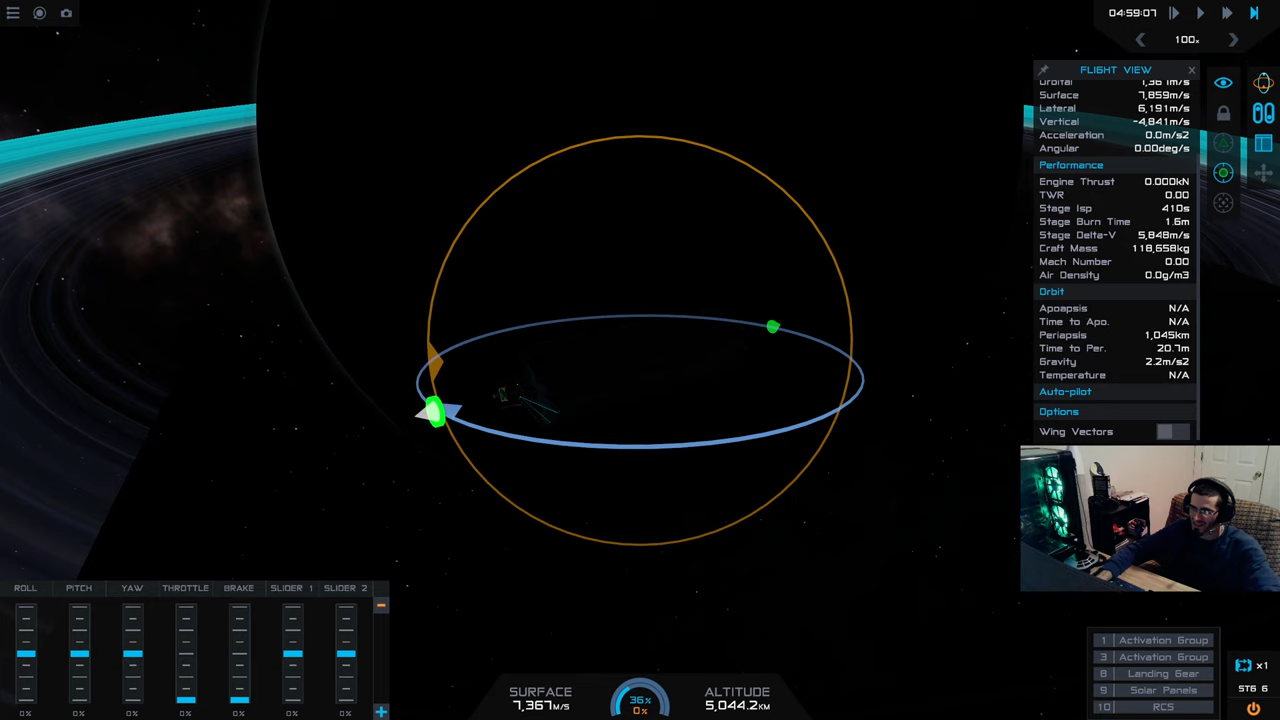 04:59:07
100x
FLIGHT VIEW
Orbital
Surface 7,859m/s
Lateral 6,191m/s
Vertical -4,841m/s
Acceleration 0.0m/s2
Angular 0.00deg/s
Performance
Engine Thrust 0.000kN
TWR 0.00
Stage Isp 410s
Stage Burn Time 1.6m
Stage Delta-V 5,848m/s
Craft Mass 118,658kg
Mach Number 0.00
Air Density 0.0g/m3
Orbit
Apoapsis N/A
Time to Apo. N/A
Periapsis 1,045km
Time to Per. 20.7m
Gravity 2.2m/s2
Temperature N/A
Auto-pilot
Options
Wing Vectors
ROLL PITCH YAW THROTTLE BRAKE SLIDER 1 SLIDER 2
0% 0% 0% 0% 0% 0% 0%
SURFACE
7,367M/S
36%
0%
ALTITUDE
5,044.2KM
1 Activation Group
3 Activation Group
8 Landing Gear
9 Solar Panels
10 RCS
x1
STG 6